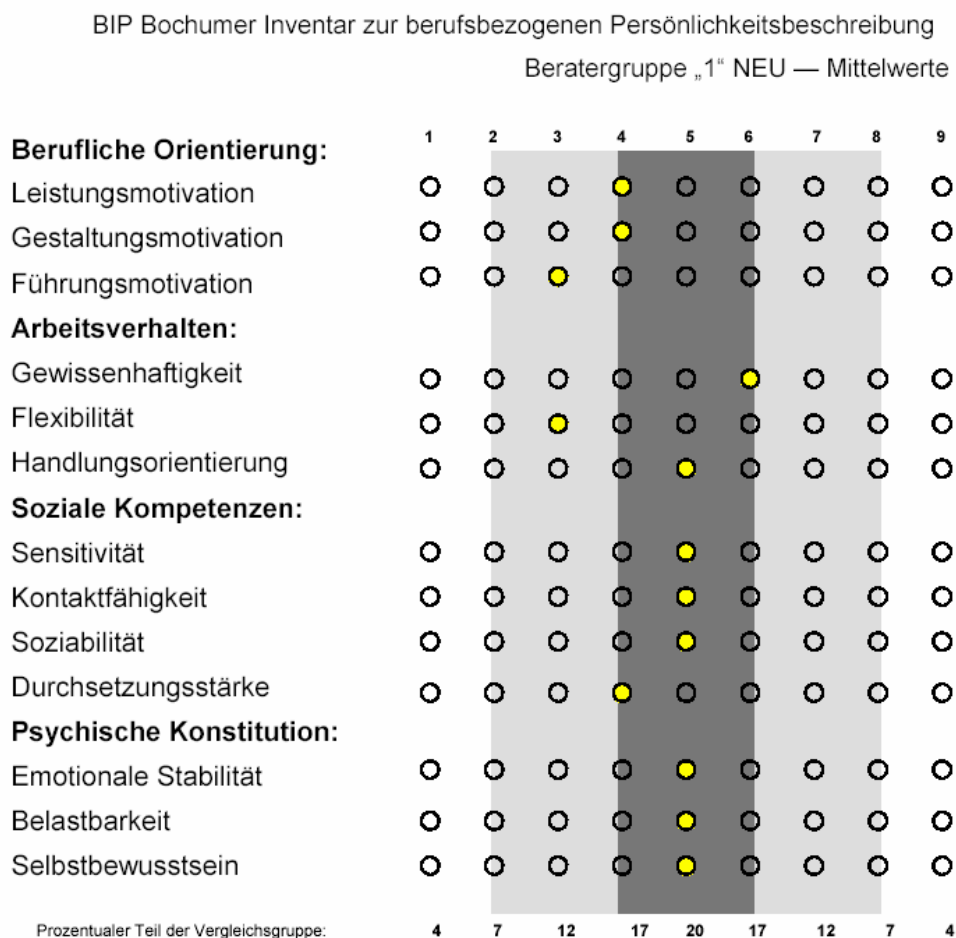 BIP Bochumer Inventar zur berufsbezogenen Persönlichkeitsbeschreibung
Beratergruppe „1“ NEU — Mittelwerte
1 2 3 4 5 6 7 8 9
Berufliche Orientierung:
Leistungsmotivation
Gestaltungsmotivation
Führungsmotivation
Arbeitsverhalten:
Gewissenhaftigkeit
Flexibilität
Handlungsorientierung
Soziale Kompetenzen:
Sensitivität
Kontaktfähigkeit
Soziabilität
Durchsetzungsstärke
Psychische Konstitution:
Emotionale Stabilität
Belastbarkeit
Selbstbewusstsein
Prozentualer Teil der Vergleichsgruppe: 4 7 12 17 20 17 12 7 4